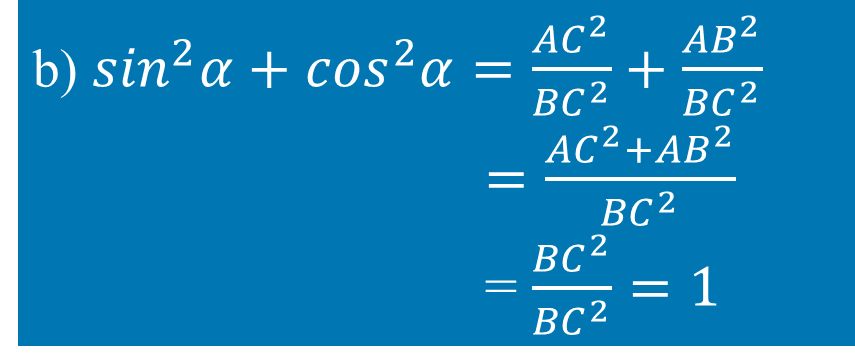 b) sin²α + cos²α = AC²/BC² + AB²/BC²
= AC²+AB²/BC²
= BC²/BC² = 1